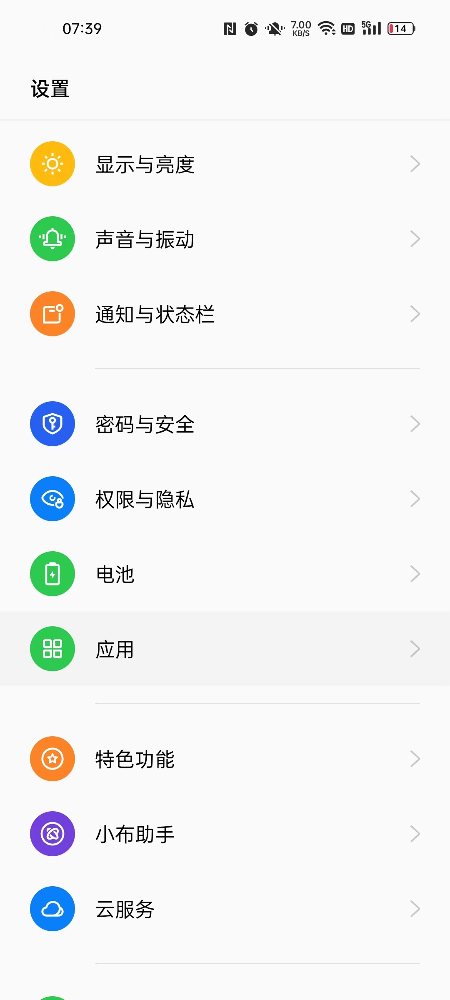 07:39
7.00
KB/S
HD
5G
14
设置
显示与亮度
声音与振动
通知与状态栏
密码与安全
权限与隐私
电池
应用
特色功能
小布助手
云服务